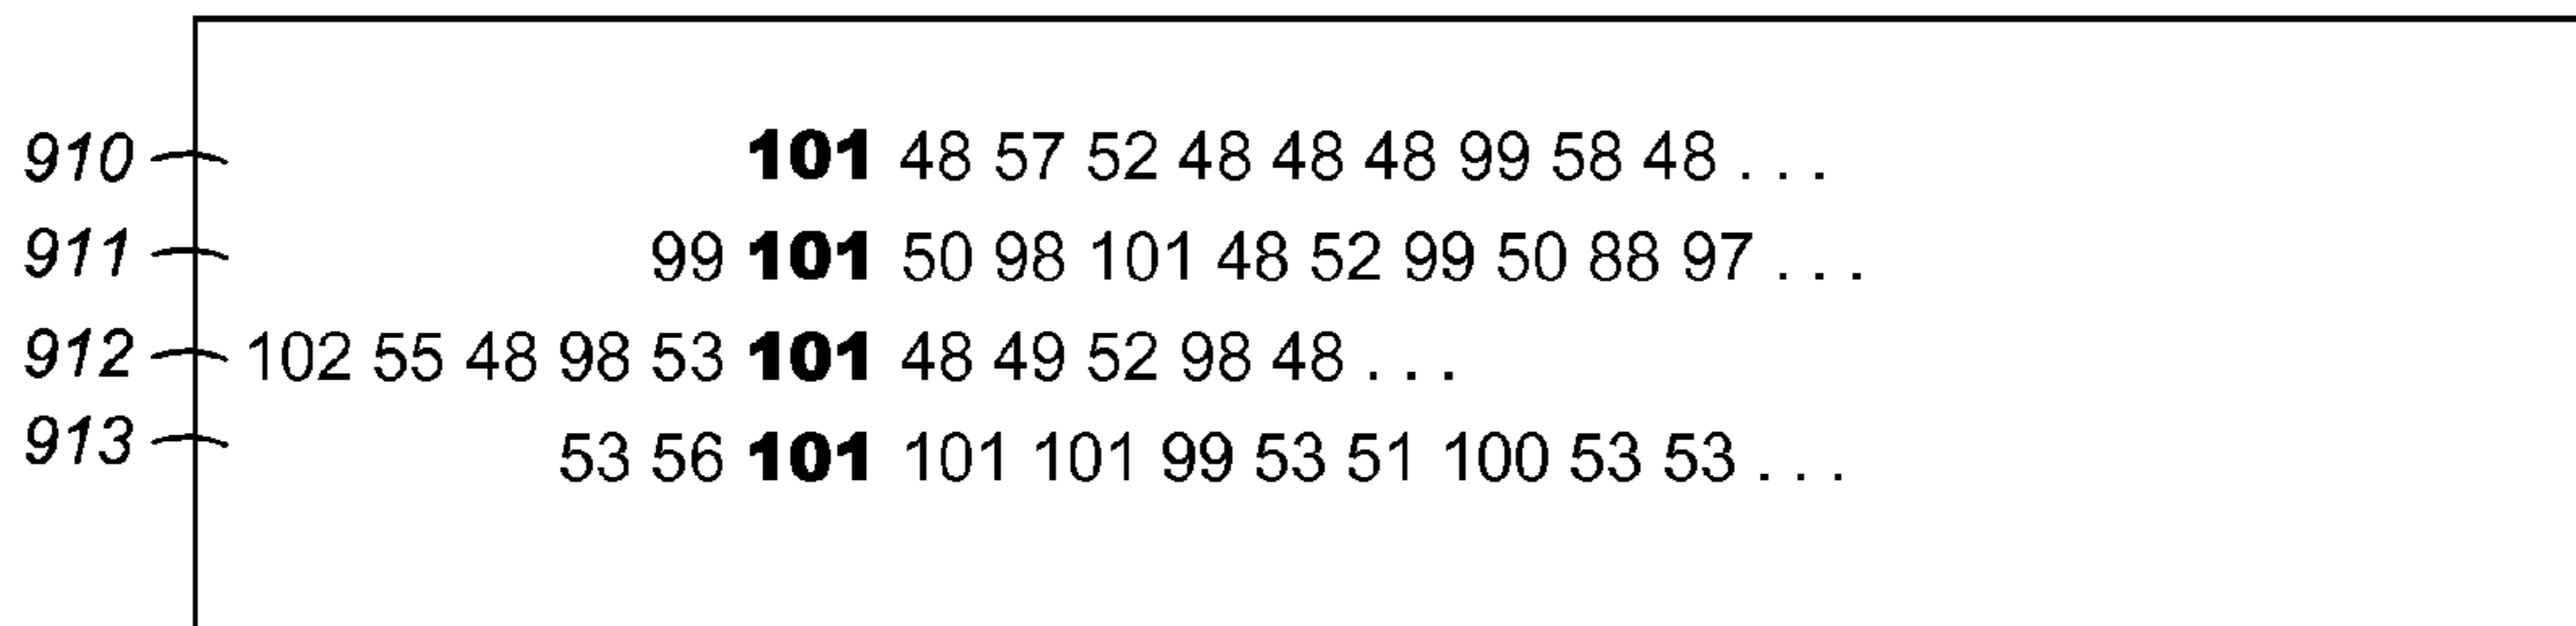 910 101 48 57 52 48 48 48 99 58 48 . . .
911 99 101 50 98 101 48 52 99 50 88 97 . . .
912 102 55 48 98 53 101 48 49 52 98 48 . . .
913 53 56 101 101 101 99 53 51 100 53 53 . . .